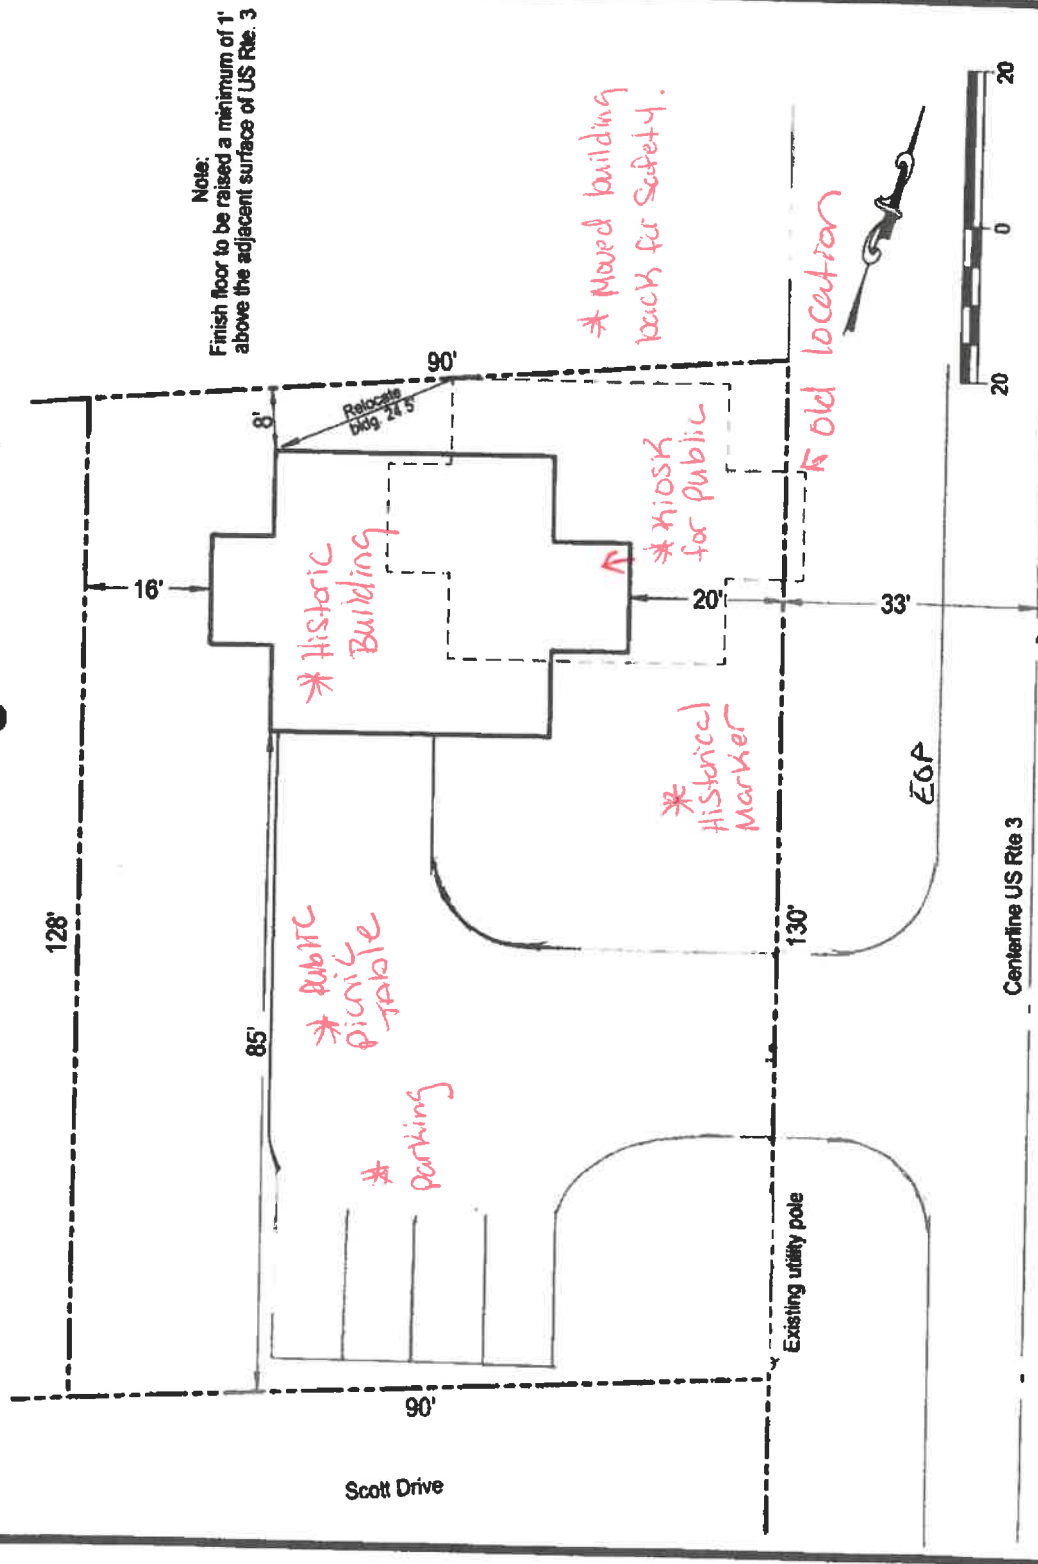 Note:
Finish floor to be raised a minimum of 1'
above the adjacent surface of US Rte. 3
128'
90'
8'
Relocate
bldg. 24.5'
16'
* Historic
Building
* Moved building
back for Safety.
* Kiosk
for public
20'
33'
old location
* Historical
Marker
85'
* public
picnic
TABLE
* parking
130'
EOP
Existing utility pole
90'
Scott Drive
Centerline US Rte 3
20
0
20